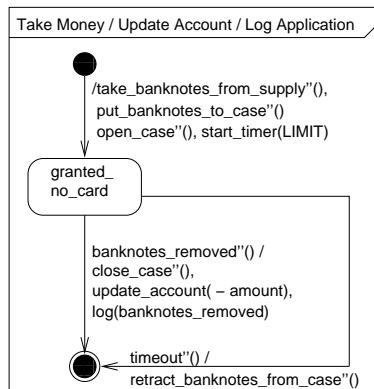 Take Money / Update Account / Log Application
/take_banknotes_from_supply’’(),
put_banknotes_to_case’’()
open_case’’(), start_timer(LIMIT)
granted_
no_card
banknotes_removed’’() /
close_case’’(),
update_account( − amount),
log(banknotes_removed)
timeout’’() /
retract_banknotes_from_case’’()